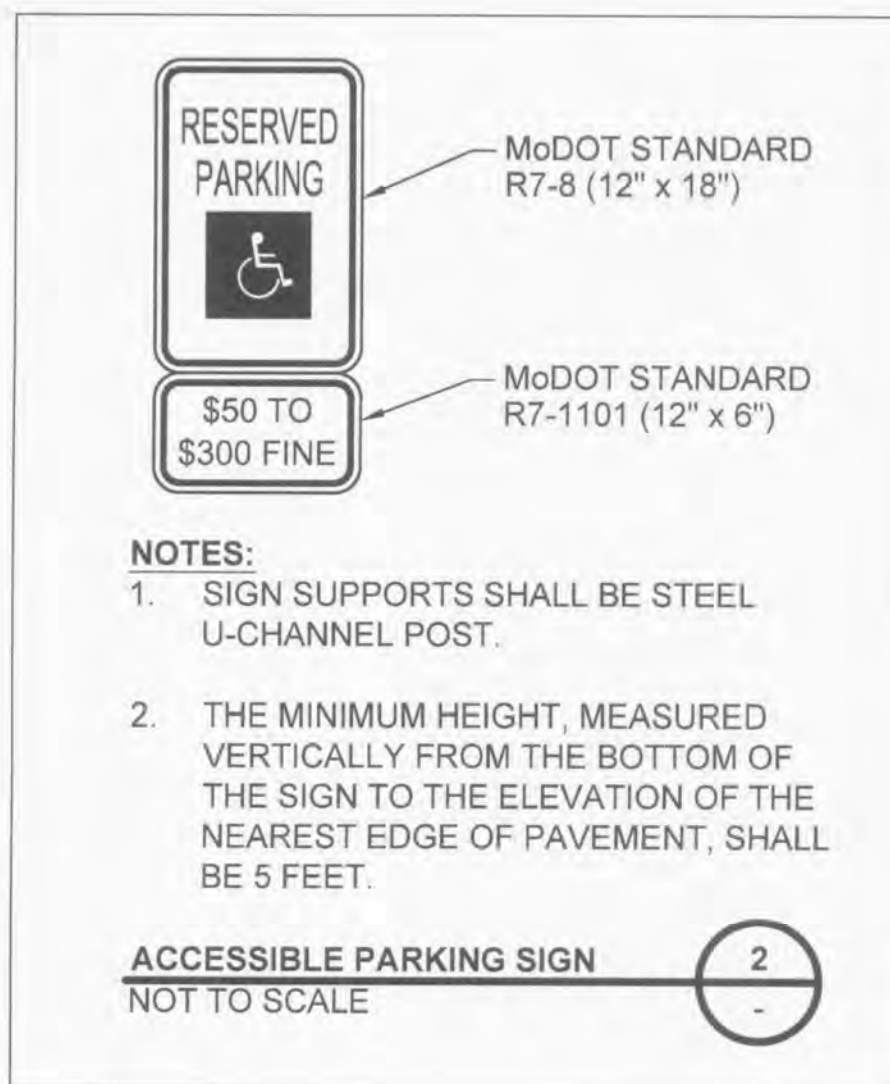 RESERVED
PARKING
MoDOT STANDARD
R7-8 (12" x 18")
$50 TO
$300 FINE
MoDOT STANDARD
R7-1101 (12" x 6")
NOTES:
1. SIGN SUPPORTS SHALL BE STEEL
U-CHANNEL POST.
2. THE MINIMUM HEIGHT, MEASURED
VERTICALLY FROM THE BOTTOM OF
THE SIGN TO THE ELEVATION OF THE
NEAREST EDGE OF PAVEMENT, SHALL
BE 5 FEET.
ACCESSIBLE PARKING SIGN 2
NOT TO SCALE -